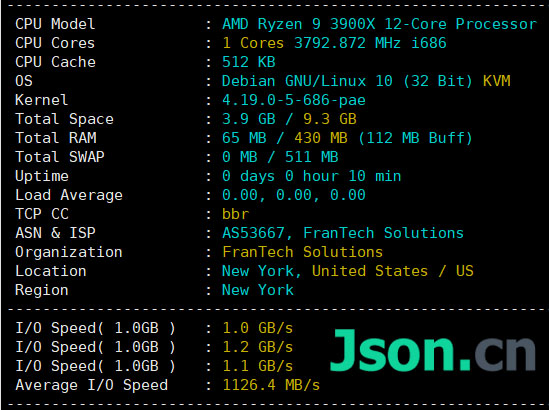 CPU Model : AMD Ryzen 9 3900X 12-Core Processor
CPU Cores : 1 Cores 3792.872 MHz i686
CPU Cache : 512 KB
OS : Debian GNU/Linux 10 (32 Bit) KVM
Kernel : 4.19.0-5-686-pae
Total Space : 3.9 GB / 9.3 GB
Total RAM : 65 MB / 430 MB (112 MB Buff)
Total SWAP : 0 MB / 511 MB
Uptime : 0 days 0 hour 10 min
Load Average : 0.00, 0.00, 0.00
TCP CC : bbr
ASN & ISP : AS53667, FranTech Solutions
Organization : FranTech Solutions
Location : New York, United States / US
Region : New York
I/O Speed( 1.0GB ) : 1.0 GB/s
I/O Speed( 1.0GB ) : 1.2 GB/s
I/O Speed( 1.0GB ) : 1.1 GB/s
Average I/O Speed : 1126.4 MB/s
Json.cn